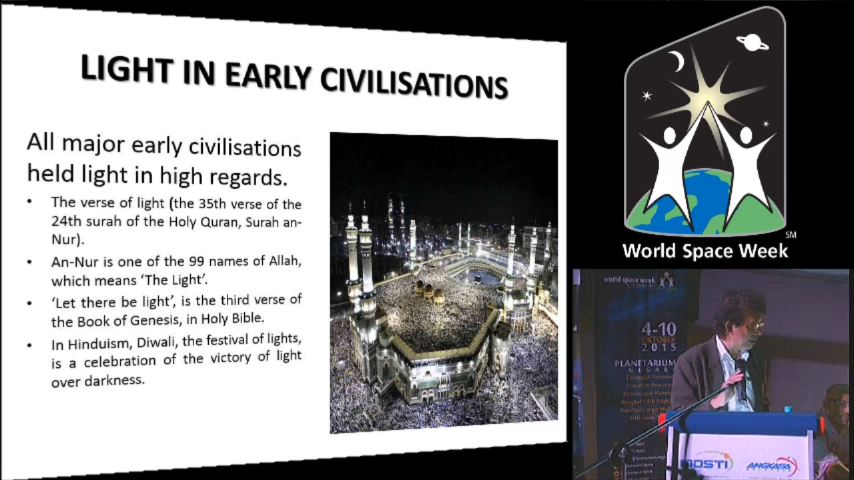 LIGHT IN EARLY CIVILISATIONS
All major early civilisations
held light in high regards.
• The verse of light (the 35th verse of the
24th surah of the Holy Quran, Surah an-
Nur).
• An-Nur is one of the 99 names of Allah,
which means ‘The Light’.
• ‘Let there be light’, is the third verse of
the Book of Genesis, in Holy Bible.
• In Hinduism, Diwali, the festival of lights,
is a celebration of the victory of light
over darkness.
SM
World Space Week
world space week
4-10
OKTOBER
2015
PLANETARIUM
NEGARA
MOSTI
ANGKASA